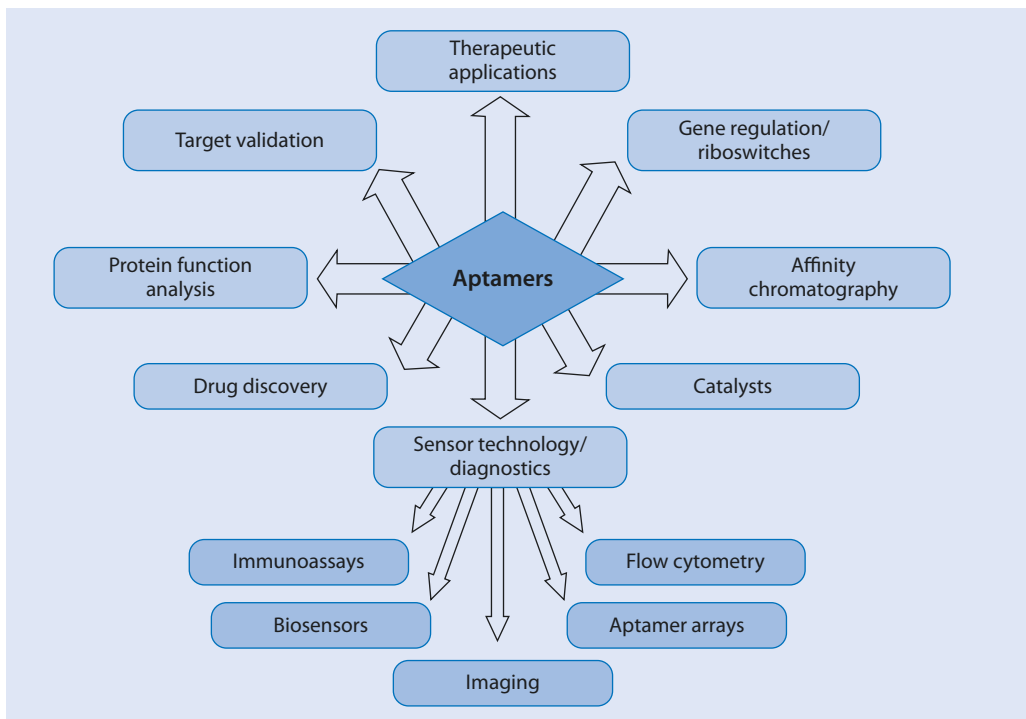 Therapeutic
applications
Target validation
Gene regulation/
riboswitches
Protein function
analysis
Aptamers
Affinity
chromatography
Drug discovery
Catalysts
Sensor technology/
diagnostics
Immunoassays
Flow cytometry
Biosensors
Aptamer arrays
Imaging